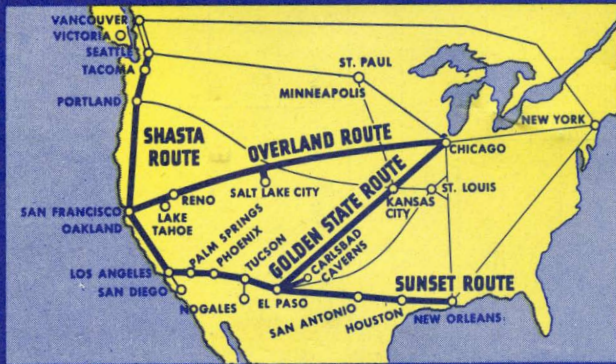 VANCOUVER
VICTORIA
SEATTLE
TACOMA
PORTLAND
ST. PAUL
MINNEAPOLIS
NEW YORK
CHICAGO
SHASTA
ROUTE
OVERLAND ROUTE
RENO
SALT LAKE CITY
LAKE
TAHOE
SAN FRANCISCO
OAKLAND
GOLDEN STATE ROUTE
KANSAS
CITY
ST. LOUIS
PALM SPRINGS
PHOENIX
TUCSON
CARLSBAD
CAVERNS
LOS ANGELES
SAN DIEGO
NOGALES
EL PASO
SUNSET ROUTE
SAN ANTONIO
HOUSTON
NEW ORLEANS